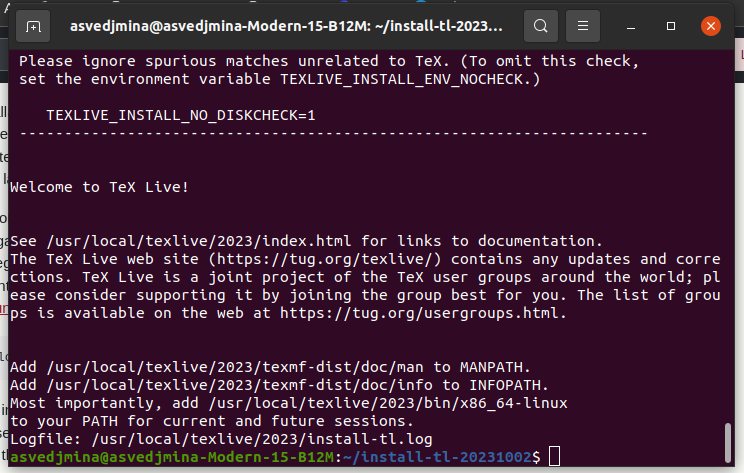 asvedjmina@asvedjmina-Modern-15-B12M: ~/install-tl-2023...
Please ignore spurious matches unrelated to TeX. (To omit this check,
set the environment variable TEXLIVE_INSTALL_ENV_NOCHECK.)
TEXLIVE_INSTALL_NO_DISKCHECK=1
----------------------------------------------------------------------
Welcome to TeX Live!
See /usr/local/texlive/2023/index.html for links to documentation.
The TeX Live web site (https://tug.org/texlive/) contains any updates and corre
ctions. TeX Live is a joint project of the TeX user groups around the world; pl
ease consider supporting it by joining the group best for you. The list of grou
ps is available on the web at https://tug.org/usergroups.html.
Add /usr/local/texlive/2023/texmf-dist/doc/man to MANPATH.
Add /usr/local/texlive/2023/texmf-dist/doc/info to INFOPATH.
Most importantly, add /usr/local/texlive/2023/bin/x86_64-linux
to your PATH for current and future sessions.
Logfile: /usr/local/texlive/2023/install-tl.log
asvedjmina@asvedjmina-Modern-15-B12M:~/install-tl-20231002$